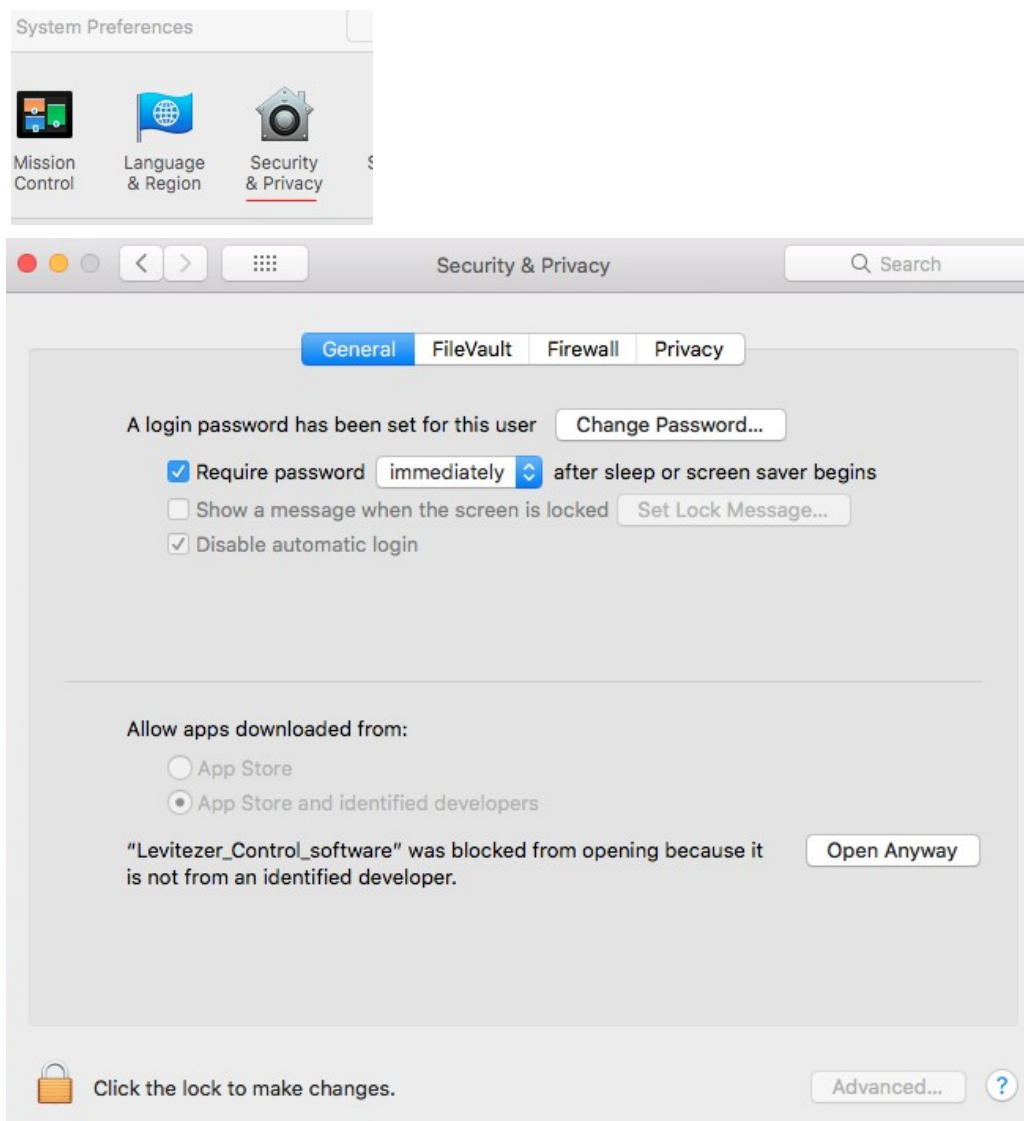 System Preferences
Mission Language Security
Control & Region & Privacy
Security & Privacy
Search
General FileVault Firewall Privacy
A login password has been set for this user Change Password...
Require password immediately after sleep or screen saver begins
Show a message when the screen is locked Set Lock Message...
Disable automatic login
Allow apps downloaded from:
App Store
App Store and identified developers
“Levitezer_Control_software” was blocked from opening because it Open Anyway
is not from an identified developer.
Click the lock to make changes. Advanced... ?